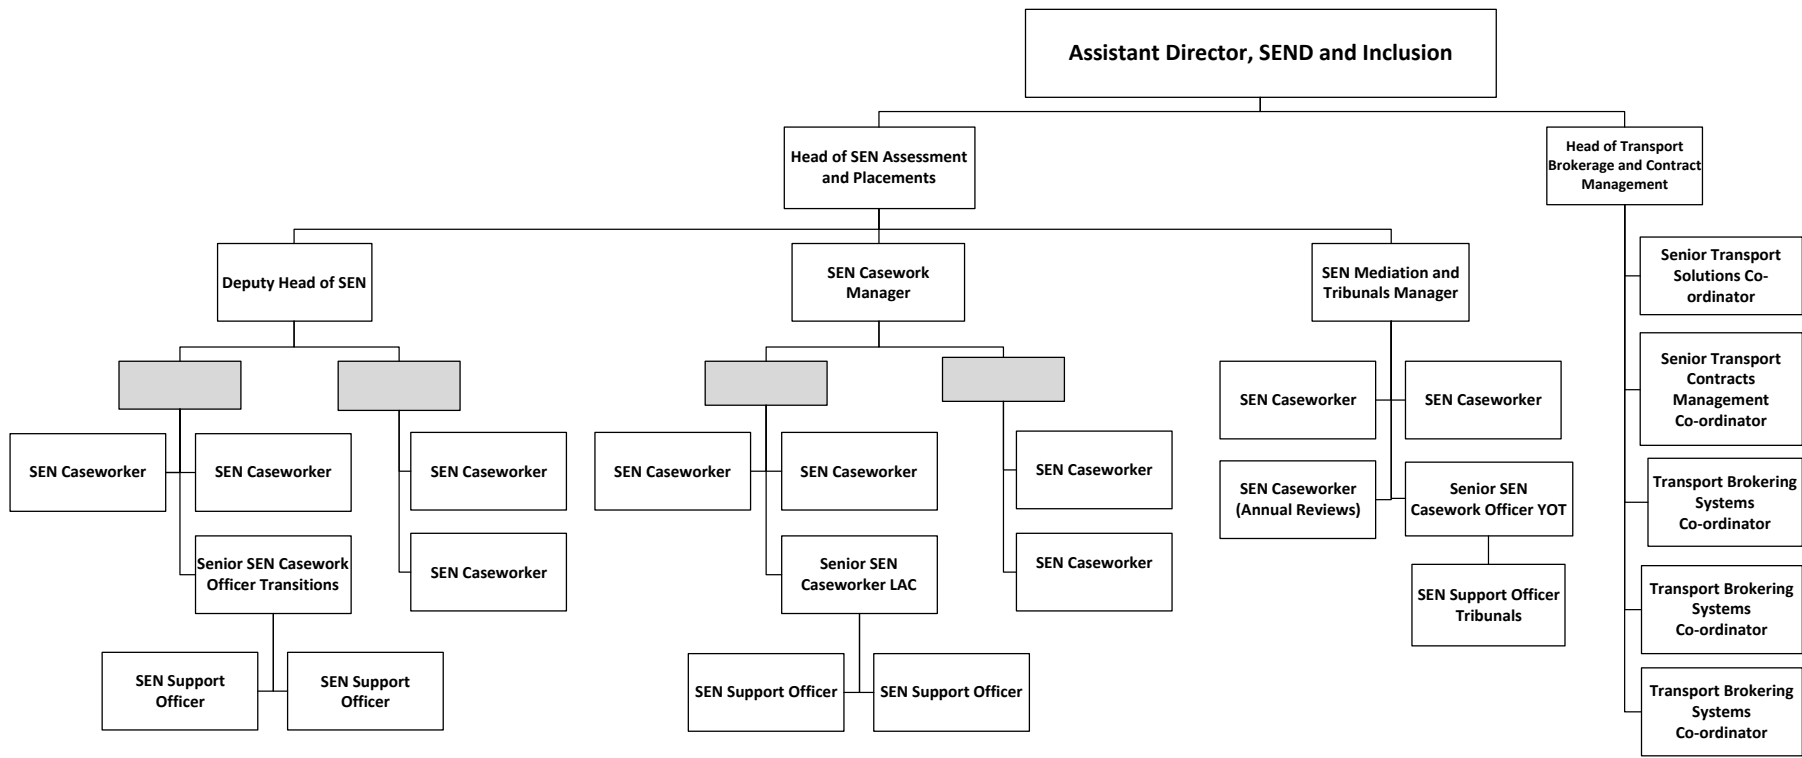 Assistant Director, SEND and Inclusion
Head of SEN Assessment
and Placements
Head of Transport
Brokerage and Contract
Management
Deputy Head of SEN
SEN Casework
Manager
SEN Mediation and
Tribunals Manager
Senior Transport
Solutions Co-
ordinator
Senior Transport
Contracts
Management
Co-ordinator
SEN Caseworker
SEN Caseworker
SEN Caseworker
SEN Caseworker
SEN Caseworker
SEN Caseworker
SEN Caseworker
SEN Caseworker
SEN Caseworker
(Annual Reviews)
Senior SEN
Casework Officer YOT
Transport Brokering
Systems
Co-ordinator
Senior SEN Casework
Officer Transitions
SEN Caseworker
Senior SEN
Caseworker LAC
SEN Caseworker
SEN Support Officer
Tribunals
Transport Brokering
Systems
Co-ordinator
SEN Support
Officer
SEN Support
Officer
SEN Support Officer
SEN Support Officer
Transport Brokering
Systems
Co-ordinator